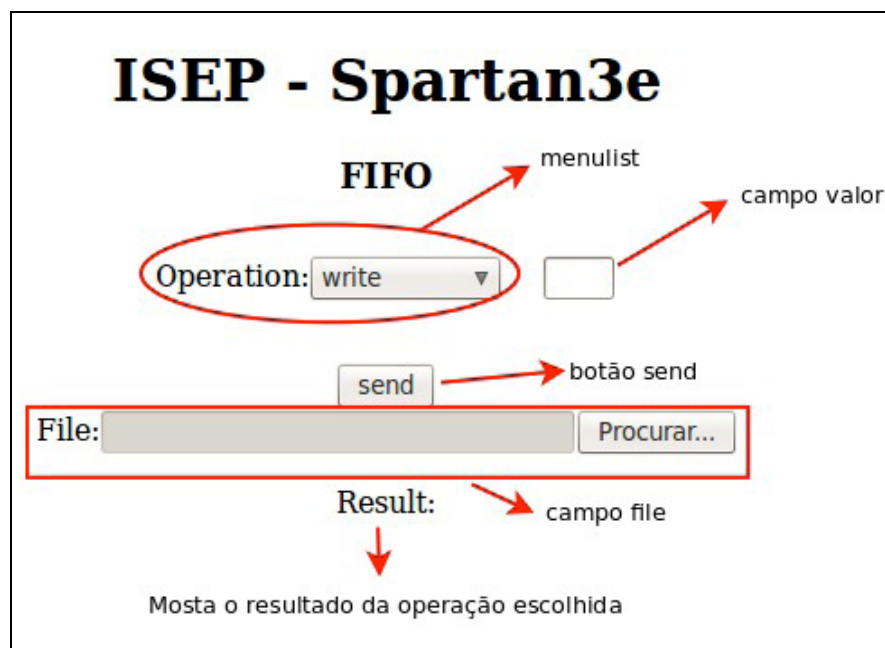 ISEP - Spartan3e
FIFO
menulist
campo valor
Operation: write
send
botão send
File: Procurar...
Result:
campo file
Mosta o resultado da operação escolhida